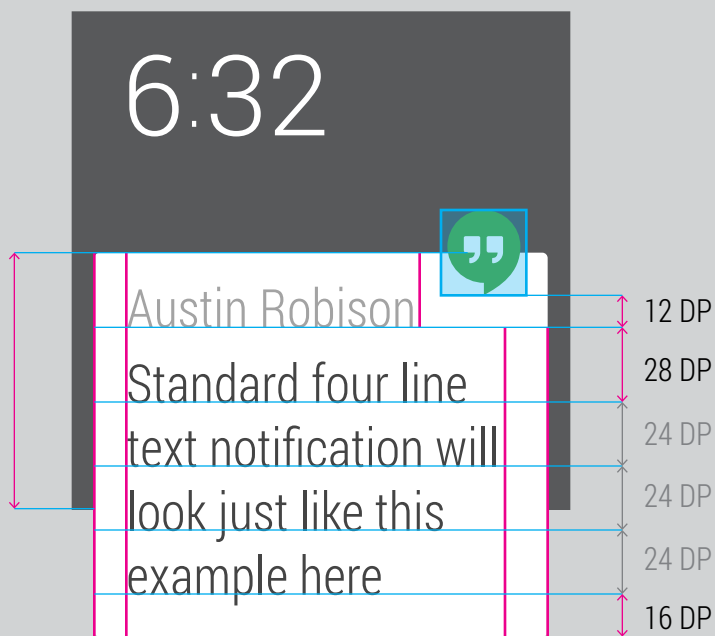 6:32
Austin Robison
12 DP
Standard four line
28 DP
text notification will
24 DP
look just like this
24 DP
example here
24 DP
16 DP